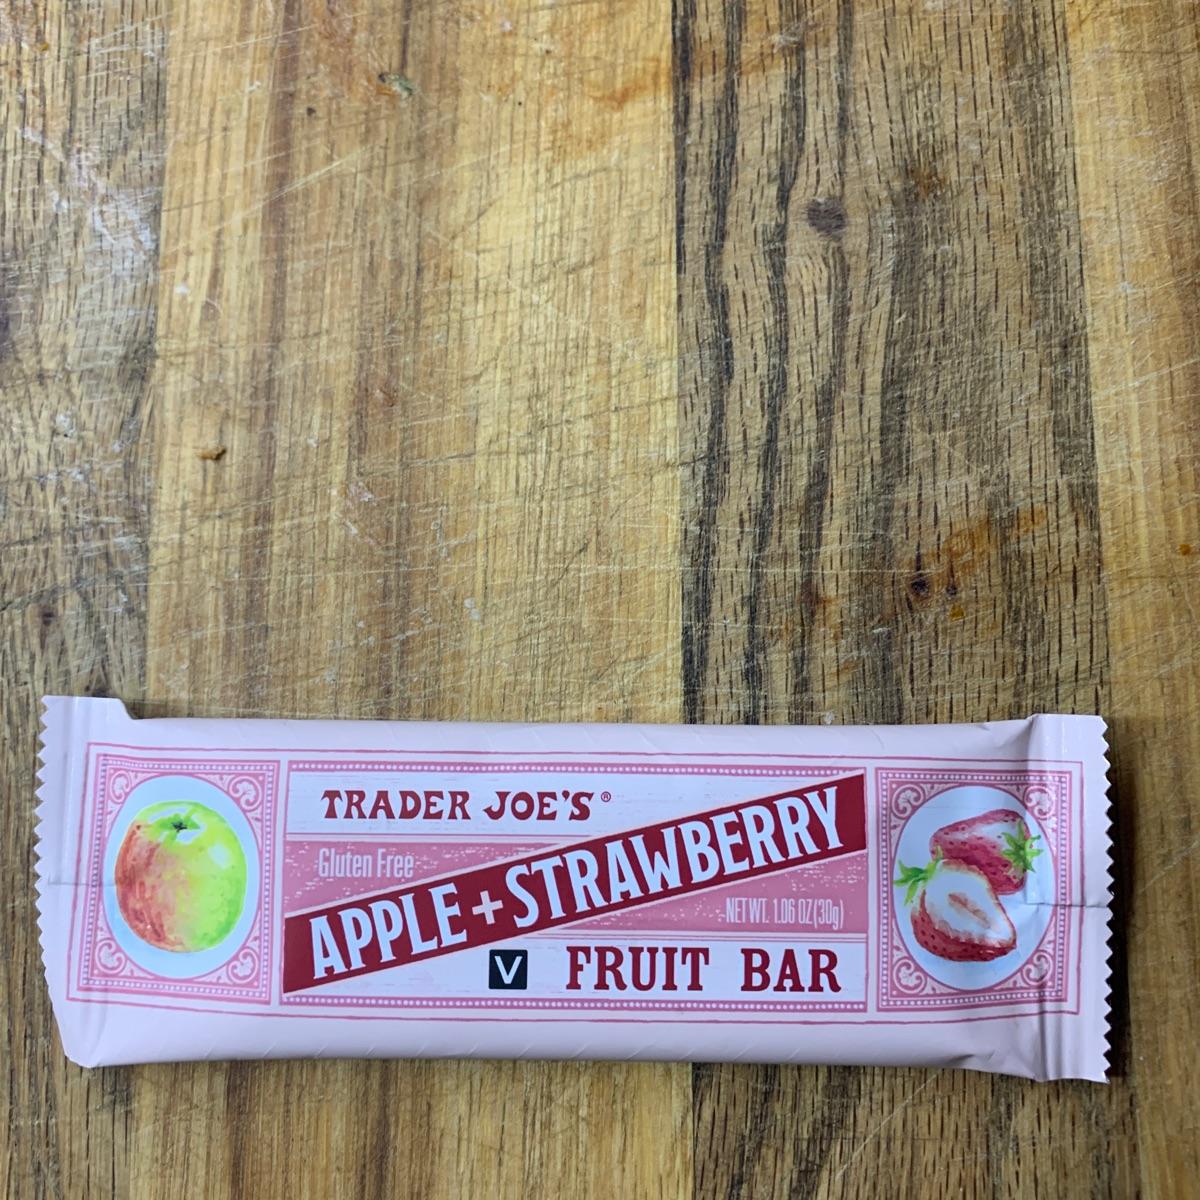 TRADER JOE'S®
Gluten Free
APPLE + STRAWBERRY
NET WT. 1.06 OZ (30g)
V FRUIT BAR